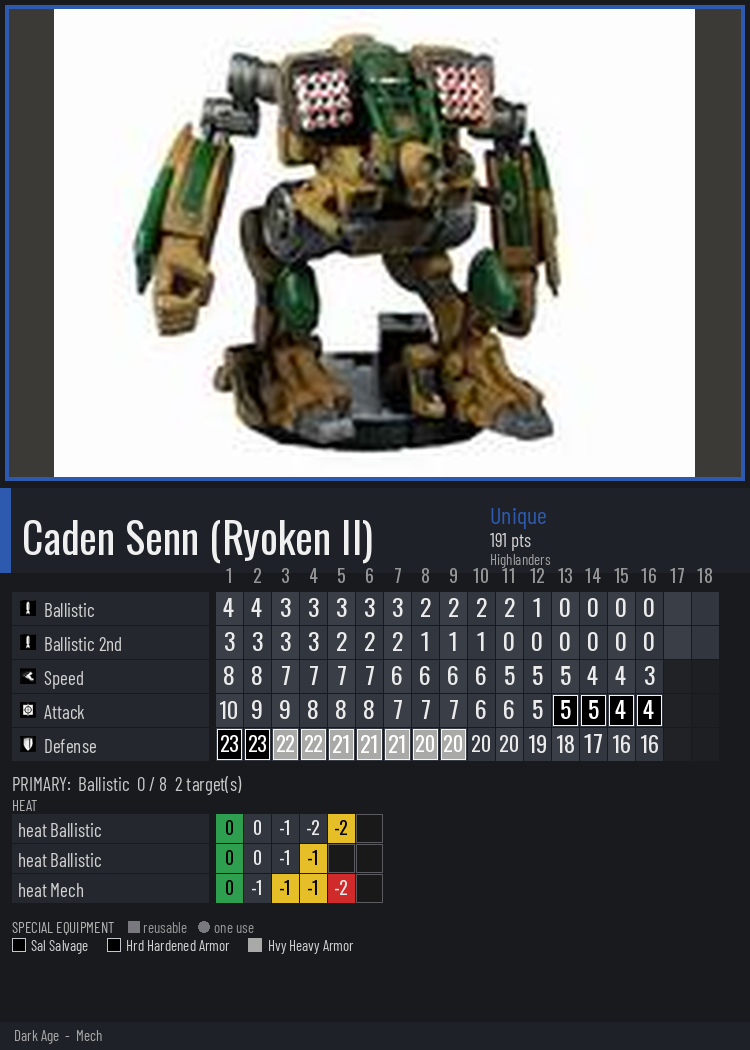 Caden Senn (Ryoken II)
Unique
191 pts
Highlanders
1 2 3 4 5 6 7 8 9 10 11 12 13 14 15 16 17 18
Ballistic 4 4 3 3 3 3 3 2 2 2 2 1 0 0 0 0
Ballistic 2nd 3 3 3 3 2 2 2 1 1 1 0 0 0 0 0 0
Speed 8 8 7 7 7 7 6 6 6 6 5 5 5 4 4 3
Attack 10 9 9 8 8 8 7 7 7 6 6 5 5 5 4 4
Defense 23 23 22 22 21 21 21 20 20 20 20 19 18 17 16 16
PRIMARY: Ballistic 0 / 8 2 target(s)
HEAT
heat Ballistic 0 0 -1 -2 -2
heat Ballistic 0 0 -1 -1
heat Mech 0 -1 -1 -1 -2
SPECIAL EQUIPMENT reusable one use
Sal Salvage Hrd Hardened Armor Hvy Heavy Armor
Dark Age - Mech